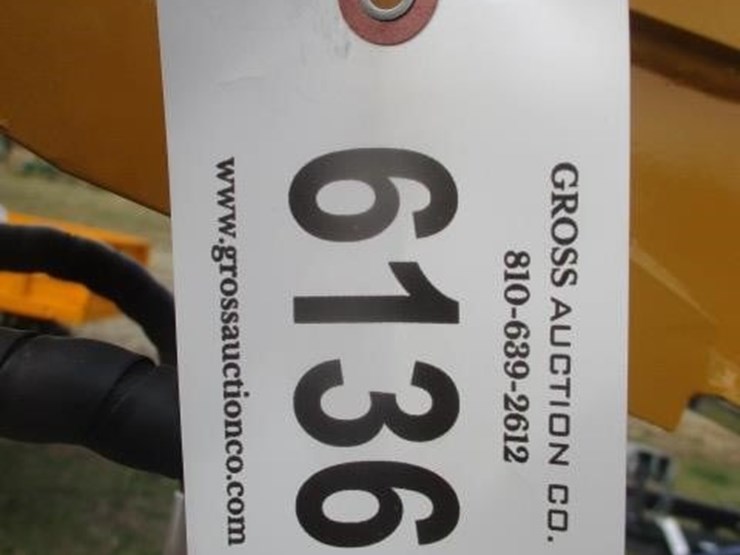 GROSS AUCTION CO.
810-639-2612
6136
www.grossauctionco.com